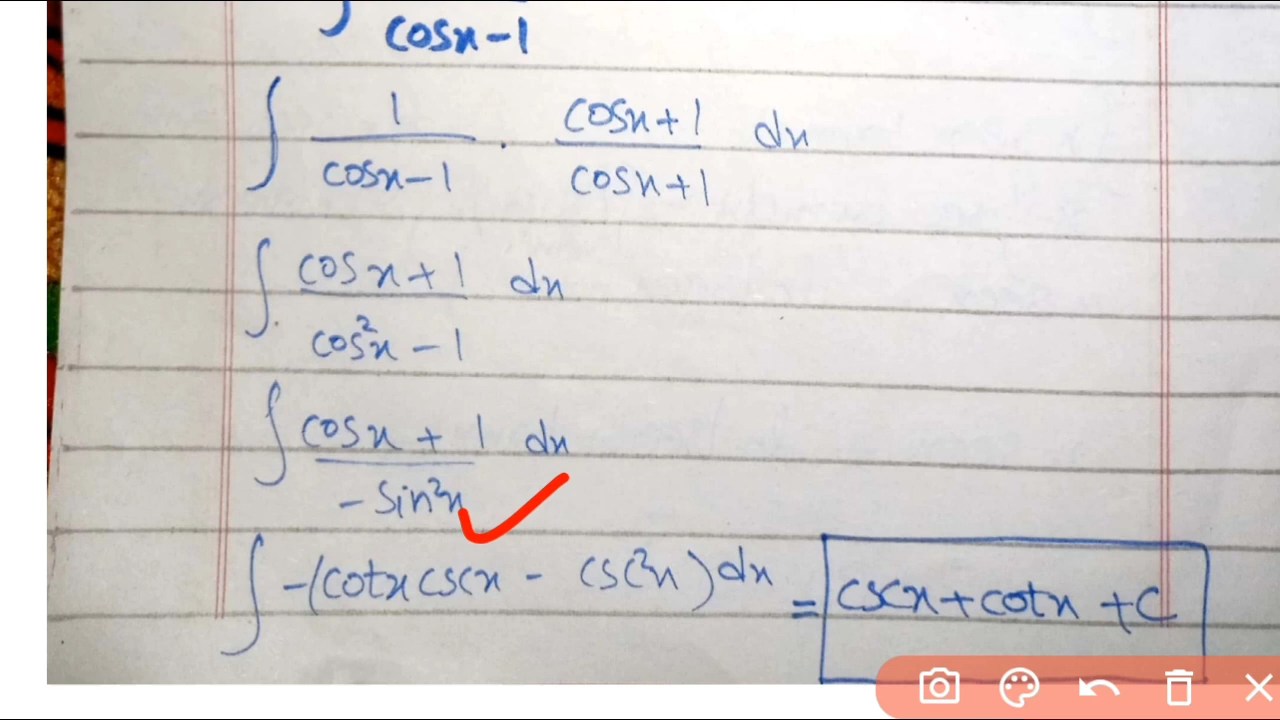 ∫ cosx-1
∫ 1/(cosx-1) . (cosx+1)/(cosx+1) dx
∫ (cosx+1)/(cos²x-1) dx
∫ (cosx+1)/(-sin²x) dx
∫ -(cotx cscx - csc²x) dx = cscx + cotx + C